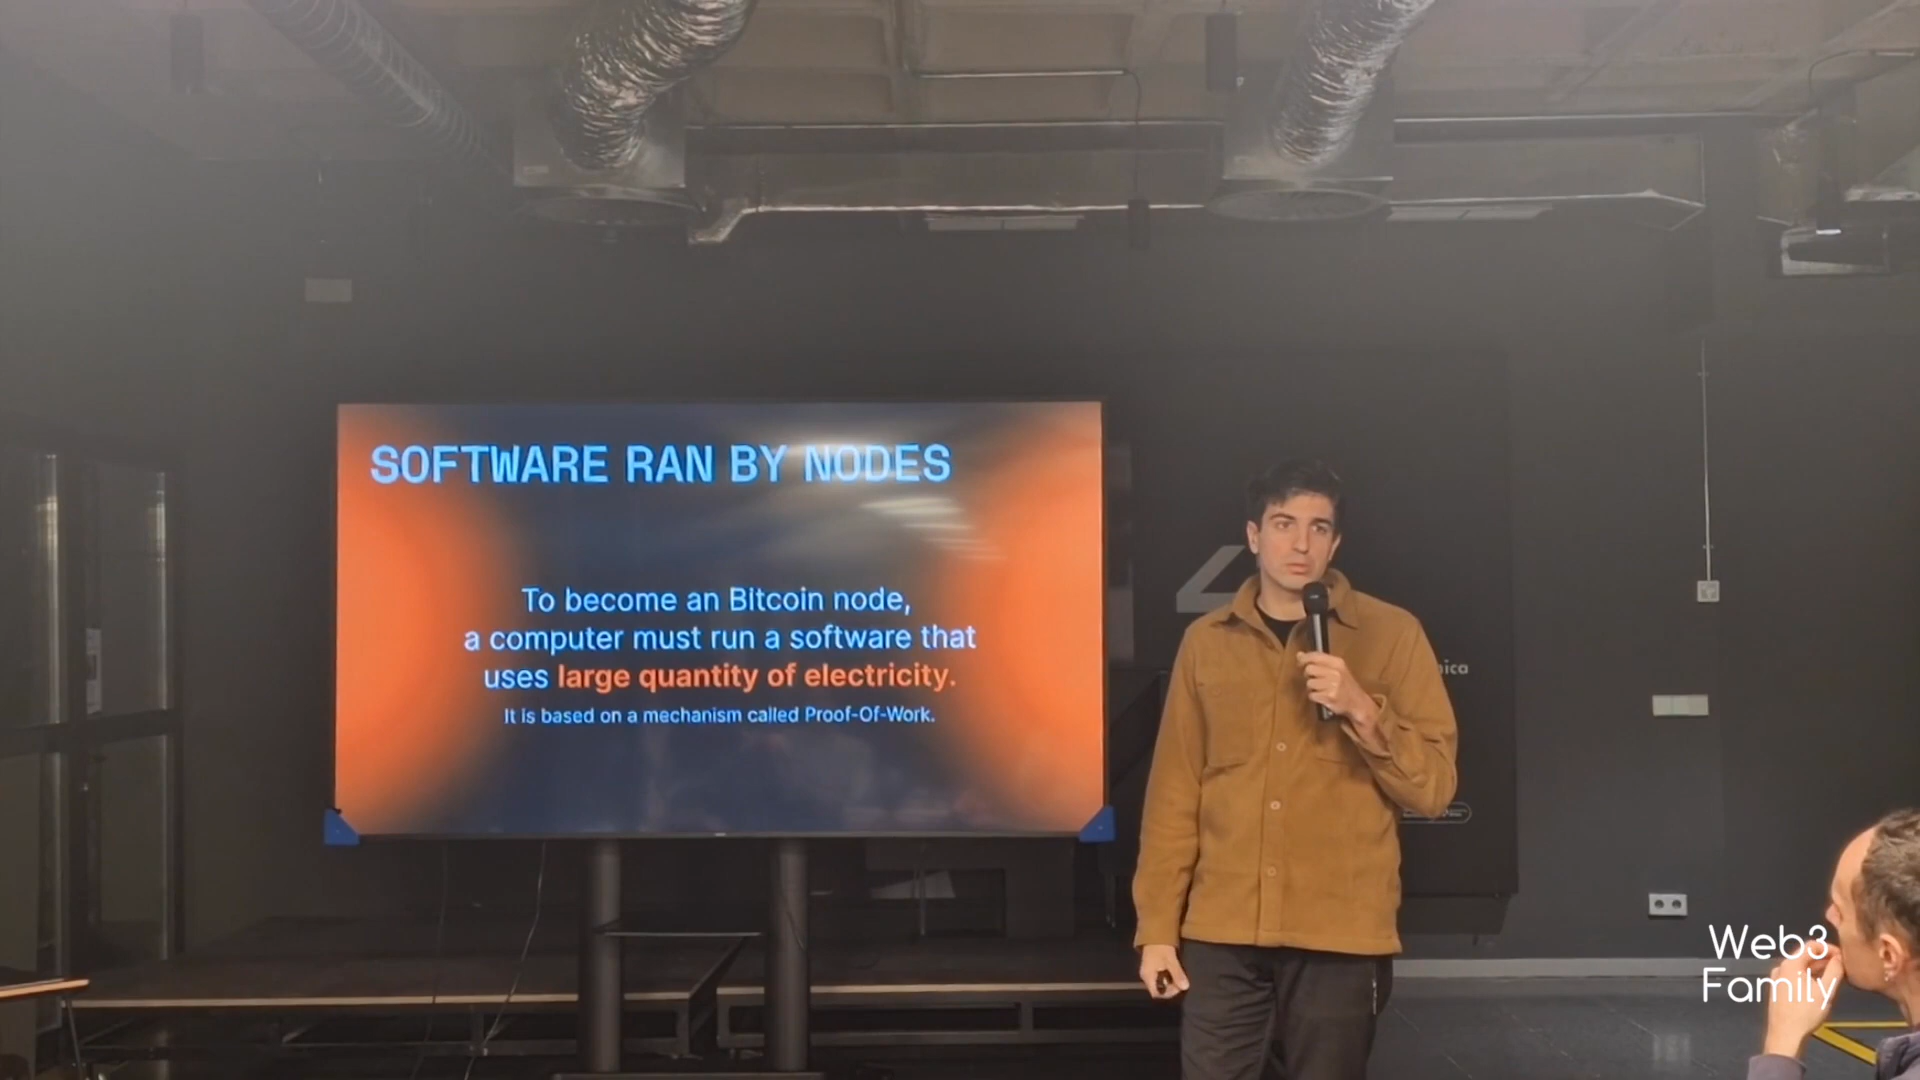 SOFTWARE RAN BY NODES
To become an Bitcoin node,
a computer must run a software that
uses large quantity of electricity.
It is based on a mechanism called Proof-Of-Work.
4
Web3
Family